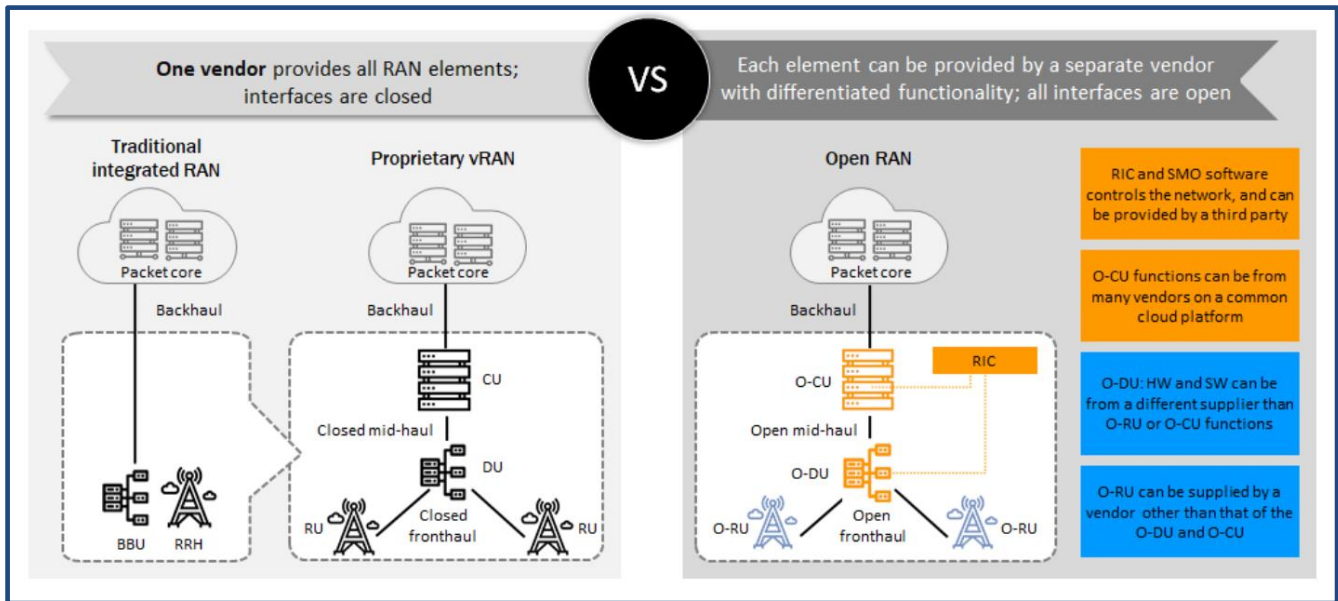 One vendor provides all RAN elements;
interfaces are closed
VS
Each element can be provided by a separate vendor
with differentiated functionality; all interfaces are open
Traditional
integrated RAN
Packet core
Backhaul
BBU
RRH
Proprietary vRAN
Packet core
Backhaul
CU
Closed mid-haul
DU
RU
Closed
fronthaul
RU
Open RAN
Packet core
Backhaul
O-CU
RIC
Open mid-haul
O-DU
O-RU
Open
fronthaul
O-RU
RIC and SMO software
controls the network, and can
be provided by a third party
O-CU functions can be from
many vendors on a common
cloud platform
O-DU: HW and SW can be
from a different supplier than
O-RU or O-CU functions
O-RU can be supplied by a
vendor other than that of the
O-DU and O-CU